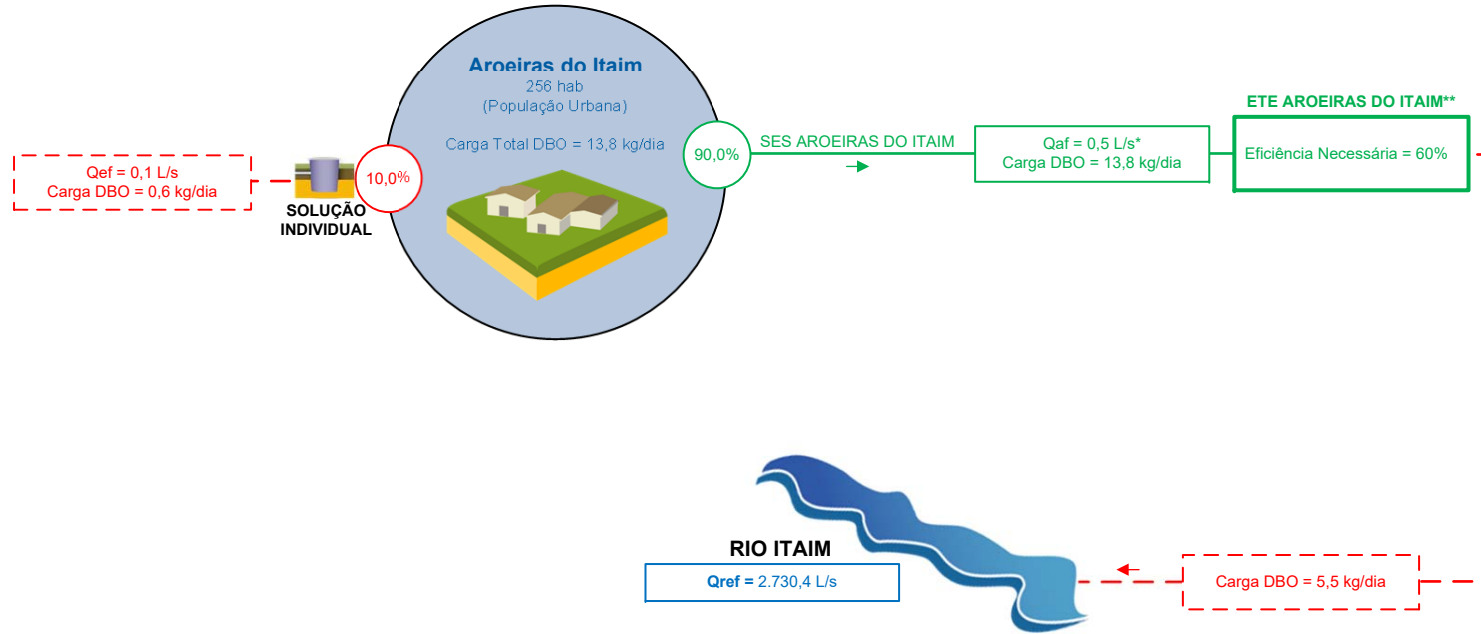 Aroeiras do Itaim
256 hab
(População Urbana)
Carga Total DBO = 13,8 kg/dia
Qef = 0,1 L/s
Carga DBO = 0,6 kg/dia
SOLUÇÃO
INDIVIDUAL
10,0%
90,0%
SES AROEIRAS DO ITAIM
Qaf = 0,5 L/s*
Carga DBO = 13,8 kg/dia
ETE AROEIRAS DO ITAIM**
Eficiência Necessária = 60%
RIO ITAIM
Qref = 2.730,4 L/s
Carga DBO = 5,5 kg/dia